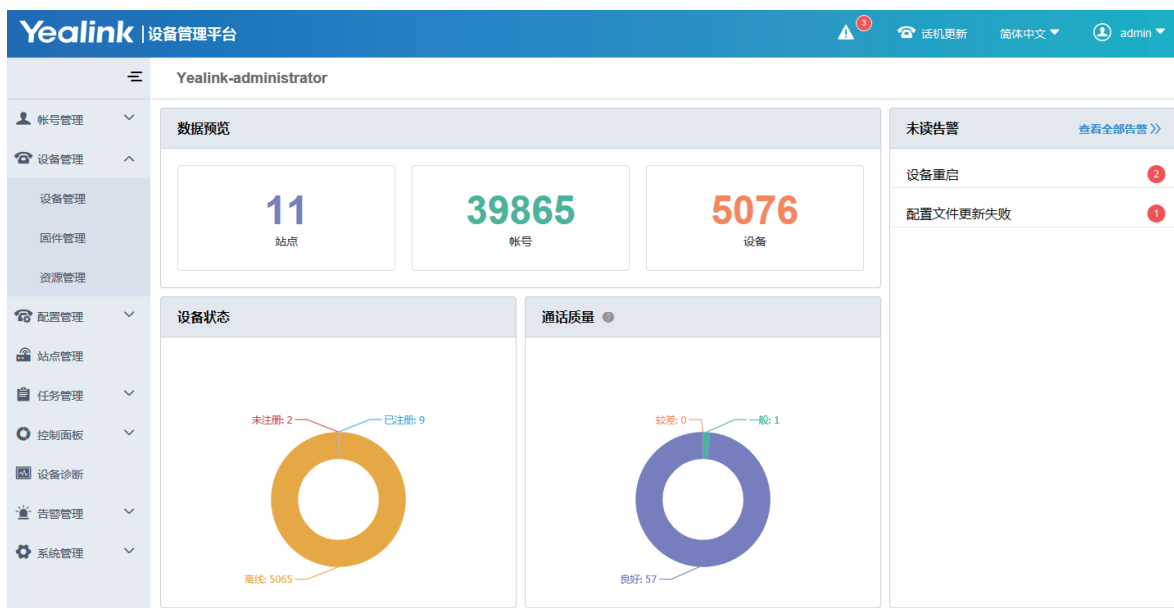 Yealink | 设备管理平台
3
话机更新
简体中文
admin
Yealink-administrator
帐号管理
设备管理
设备管理
固件管理
资源管理
配置管理
站点管理
任务管理
控制面板
设备诊断
告警管理
系统管理
数据预览
11
站点
39865
帐号
5076
设备
设备状态
未注册: 2
已注册: 9
离线: 5065
通话质量 ?
较差: 0
一般: 1
良好: 57
未读告警
查看全部告警
设备重启
2
配置文件更新失败
1